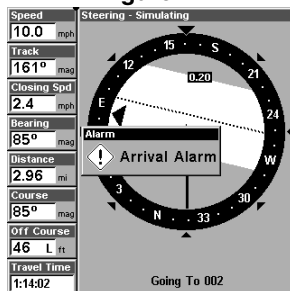 Speed
10.0 mph
Track
161° mag
Closing Spd
2.4 mph
Bearing
85° mag
Distance
2.96 mi
Course
85° mag
Off Course
46 L ft
Travel Time
1:14:02
Steering - Simulating
15 S
12 21
0.20
E 24
W
3 30
N 33
Alarm
! Arrival Alarm
Going To 002